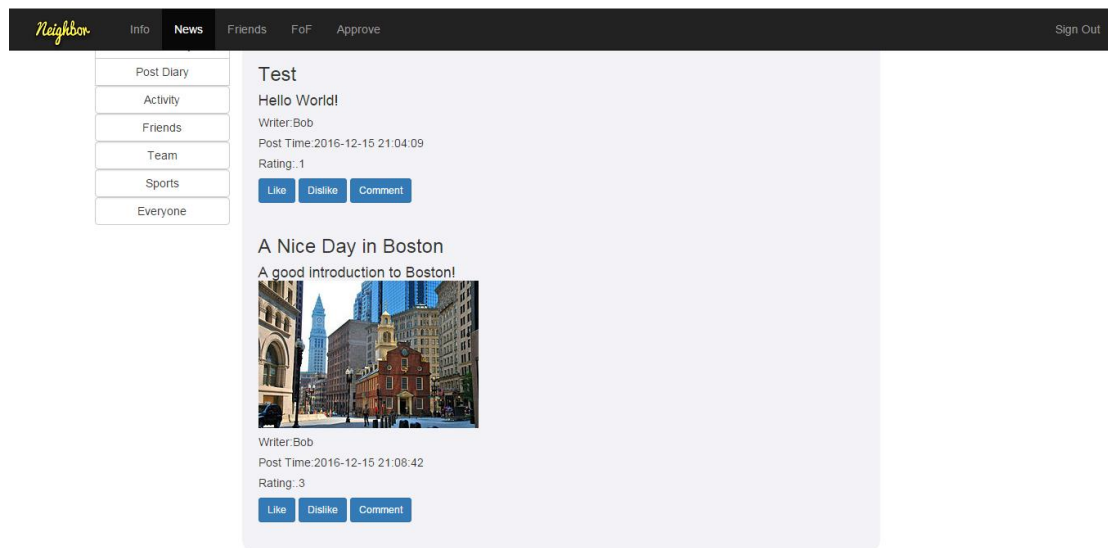 Neighbor Info News Friends FoF Approve Sign Out
Post Diary
Activity
Friends
Team
Sports
Everyone
Test
Hello World!
Writer:Bob
Post Time:2016-12-15 21:04:09
Rating:.1
Like Dislike Comment
A Nice Day in Boston
A good introduction to Boston!
Writer:Bob
Post Time:2016-12-15 21:08:42
Rating:.3
Like Dislike Comment